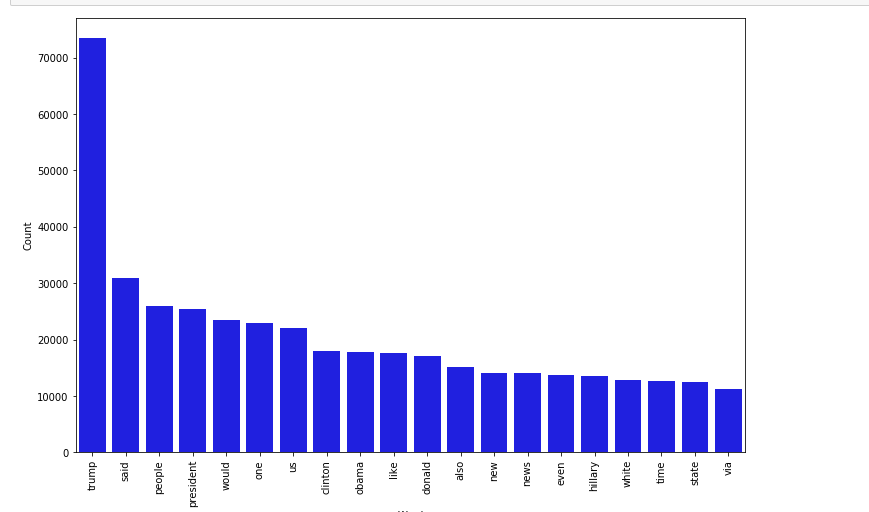 70000
60000
50000
40000
30000
20000
10000
0
Count
trump
said
people
president
would
one
us
clinton
obama
like
donald
also
new
news
even
hillary
white
time
state
via